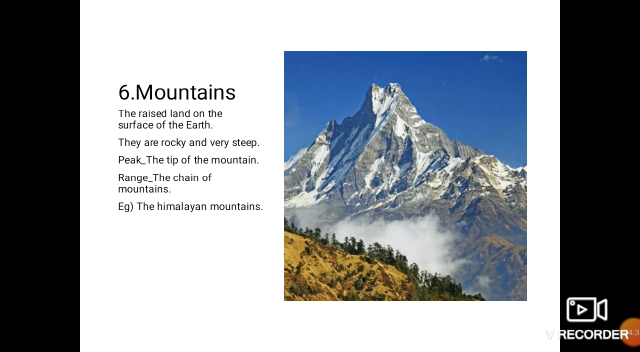 6.Mountains
The raised land on the
surface of the Earth.
They are rocky and very steep.
Peak_The tip of the mountain.
Range_The chain of
mountains.
Eg) The himalayan mountains.
V RECORDER